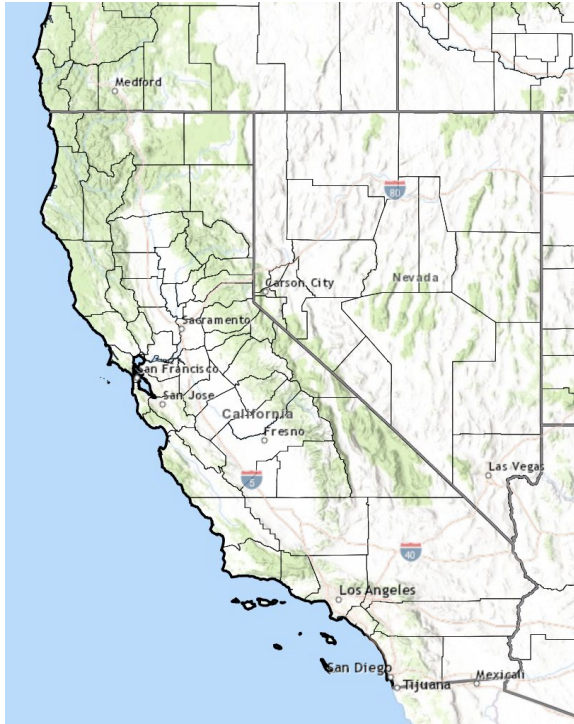 Medford
80
Carson City
Nevada
Sacramento
San Francisco
San Jose
California
Fresno
Las Vegas
5
40
Los Angeles
San Diego
Tijuana
Mexicali